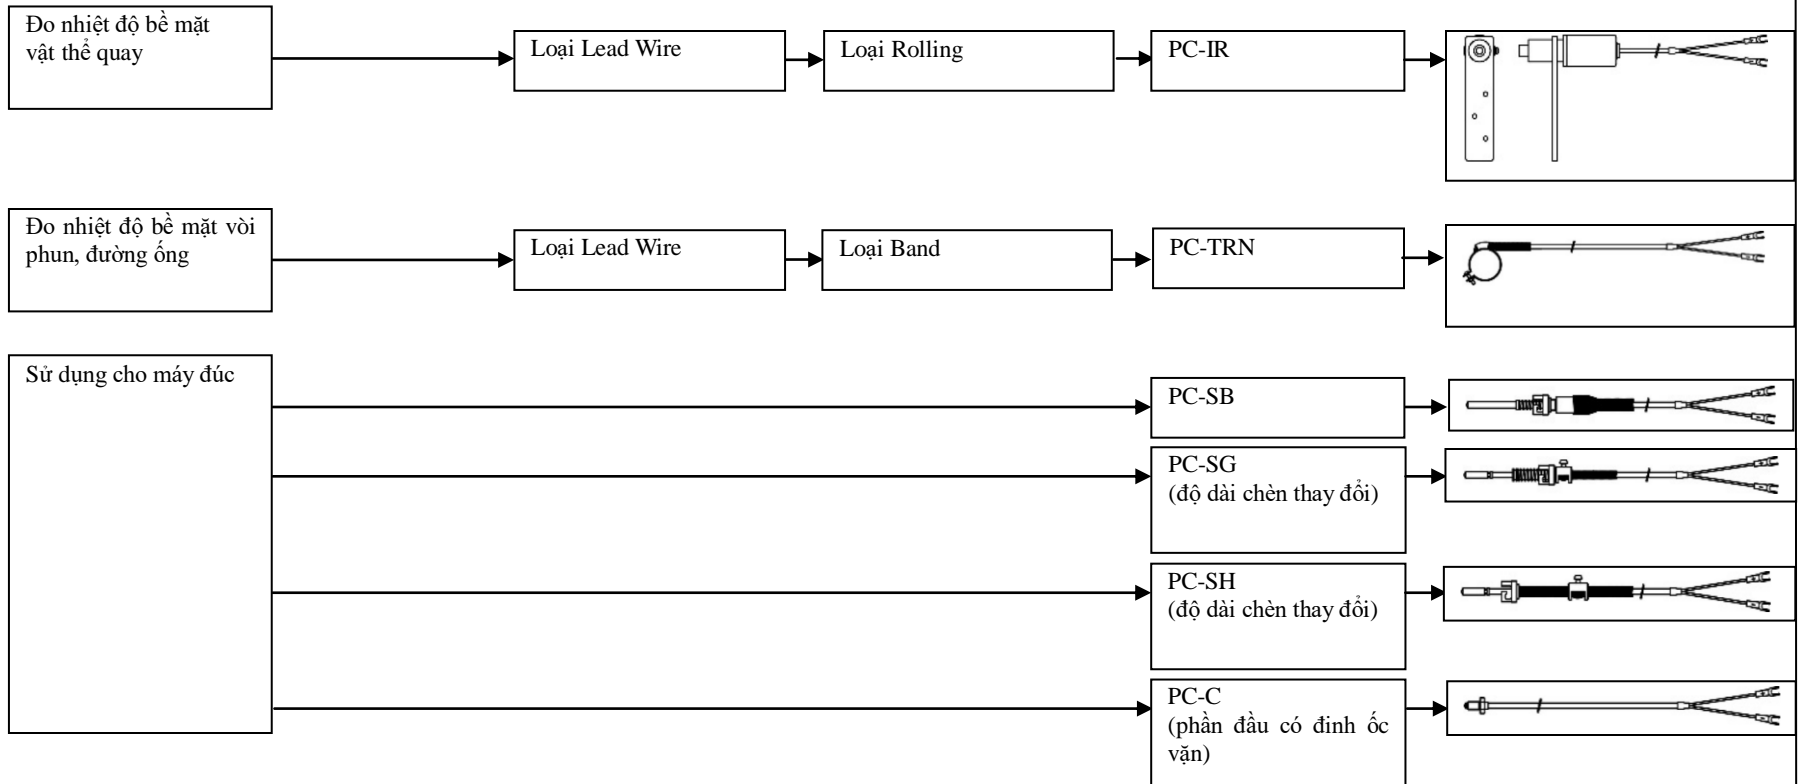 Đo nhiệt độ bề mặt
vật thể quay
Loại Lead Wire
Loại Rolling
PC-IR
Đo nhiệt độ bề mặt vòi
phun, đường ống
Loại Lead Wire
Loại Band
PC-TRN
Sử dụng cho máy đúc
PC-SB
PC-SG
(độ dài chèn thay đổi)
PC-SH
(độ dài chèn thay đổi)
PC-C
(phần đầu có đinh ốc
vặn)